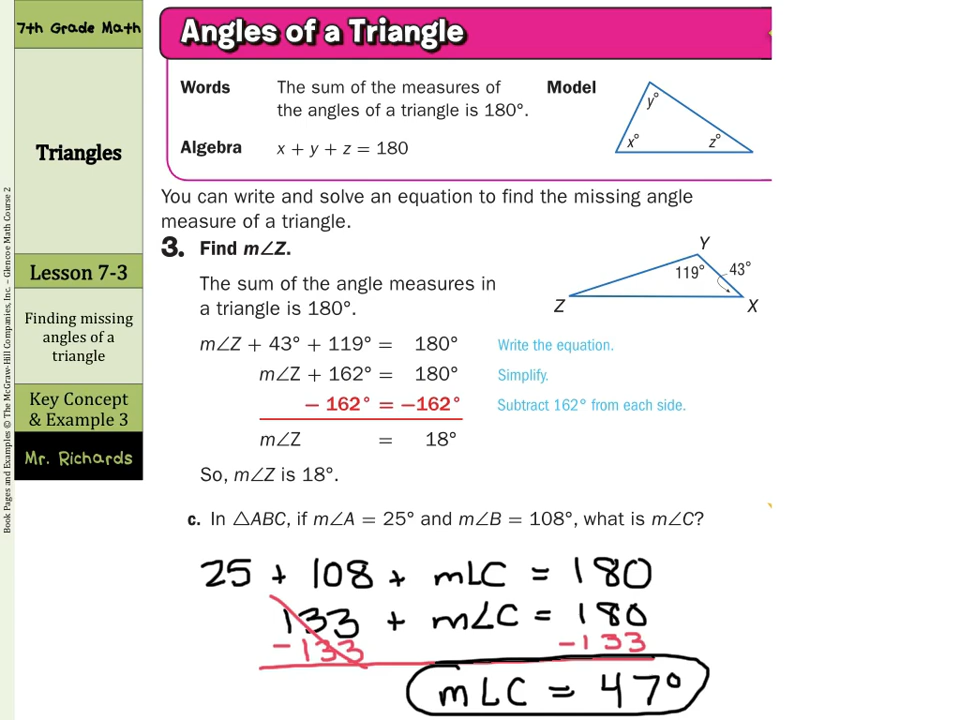 7th Grade Math
Triangles
Lesson 7-3
Finding missing
angles of a
triangle
Key Concept
& Example 3
Mr. Richards
Book Pages and Examples © The McGraw-Hill Companies, Inc. – Glencoe Math Course 2
Angles of a Triangle
Words The sum of the measures of
the angles of a triangle is 180°.
Model
Algebra x + y + z = 180
y°
x° z°
You can write and solve an equation to find the missing angle
measure of a triangle.
3. Find m∠Z.
The sum of the angle measures in
a triangle is 180°.
Y
119° 43°
Z X
m∠Z + 43° + 119° = 180° Write the equation.
m∠Z + 162° = 180° Simplify.
− 162° = −162° Subtract 162° from each side.
m∠Z = 18°
So, m∠Z is 18°.
c. In △ABC, if m∠A = 25° and m∠B = 108°, what is m∠C?
25 + 108 + m∠C = 180
133 + m∠C = 180
−133 −133
m∠C = 47°